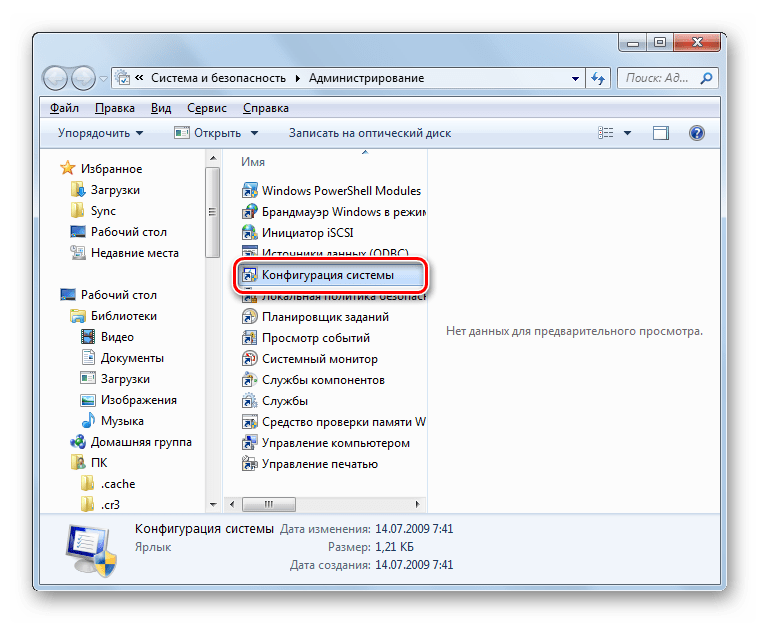 « Система и безопасность ▸ Администрирование
Поиск: Ад...
Файл Правка Вид Сервис Справка
Упорядочить Открыть Записать на оптический диск
Избранное
Загрузки
Sync
Рабочий стол
Недавние места
Рабочий стол
Библиотеки
Видео
Документы
Загрузки
Изображения
Музыка
Домашняя группа
ПК
.cache
.cr3
Имя
Windows PowerShell Modules
Брандмауэр Windows в режим
Инициатор iSCSI
Источники данных (ODBC)
Конфигурация системы
Локальная политика безопасн
Планировщик заданий
Просмотр событий
Системный монитор
Службы компонентов
Службы
Средство проверки памяти W
Управление компьютером
Управление печатью
Нет данных для предварительного просмотра.
Конфигурация системы Дата изменения: 14.07.2009 7:41
Ярлык Размер: 1,21 КБ
Дата создания: 14.07.2009 7:41